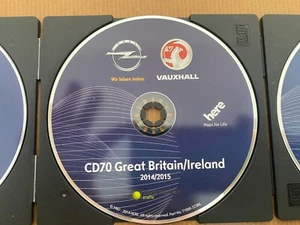 Wir leben Autos.
VAUXHALL
here
Maps for Life
CD70 Great Britain/Ireland
2014/2015
traffic